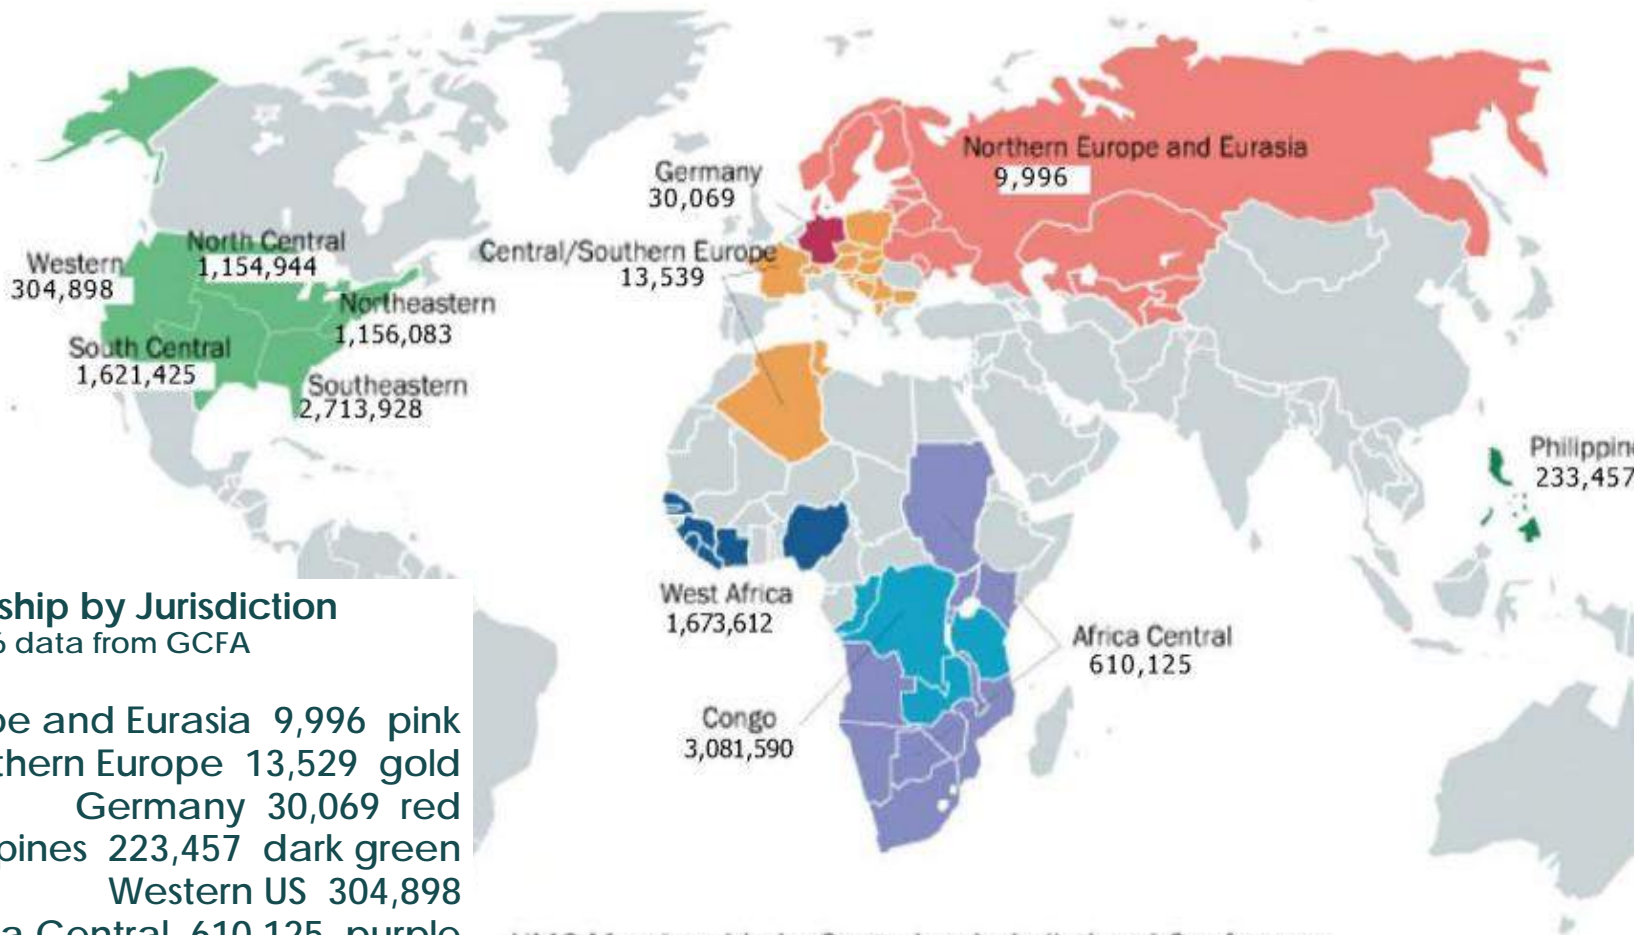 Northern Europe and Eurasia
9,996
Germany
30,069
Central/Southern Europe
13,539
North Central
1,154,944
Western
304,898
Northeastern
1,156,083
South Central
1,621,425
Southeastern
2,713,928
Philippin
233,457
West Africa
1,673,612
Africa Central
610,125
Congo
3,081,590
ship by Jurisdiction
6 data from GCFA
pe and Eurasia 9,996 pink
thern Europe 13,529 gold
Germany 30,069 red
pines 223,457 dark green
Western US 304,898
a Central 610,125 purple